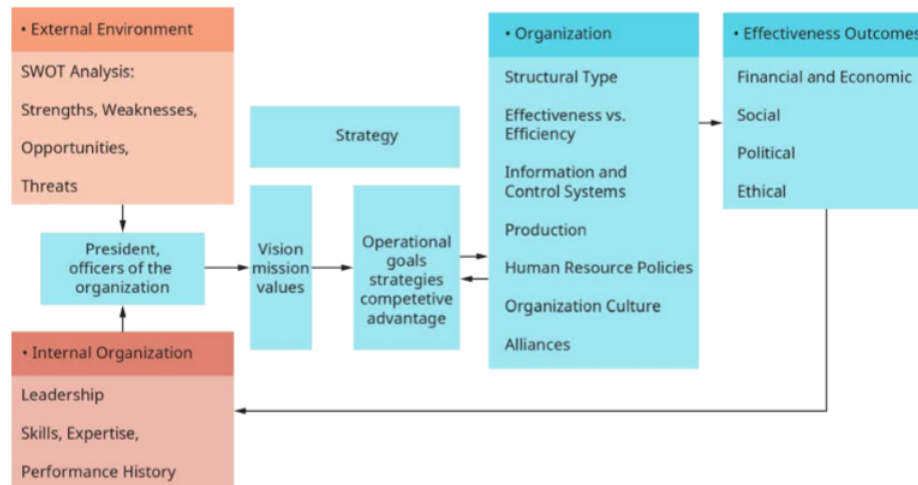 • External Environment
SWOT Analysis:
Strengths, Weaknesses,
Opportunities,
Threats
President,
officers of the
organization
• Internal Organization
Leadership
Skills, Expertise,
Performance History
Strategy
Vision
mission
values
Operational
goals
strategies
competetive
advantage
• Organization
Structural Type
Effectiveness vs.
Efficiency
Information and
Control Systems
Production
Human Resource Policies
Organization Culture
Alliances
• Effectiveness Outcomes
Financial and Economic
Social
Political
Ethical